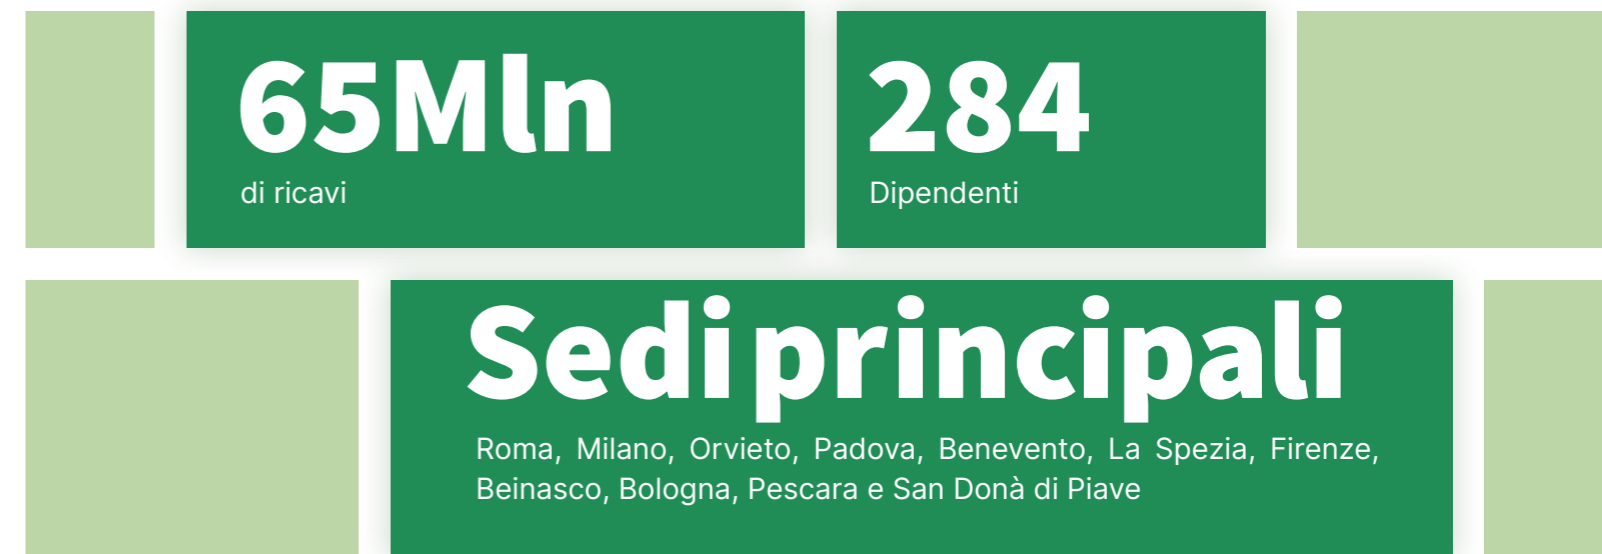 65Mln
di ricavi
284
Dipendenti
Sedi principali
Roma, Milano, Orvieto, Padova, Benevento, La Spezia, Firenze,
Beinasco, Bologna, Pescara e San Donà di Piave